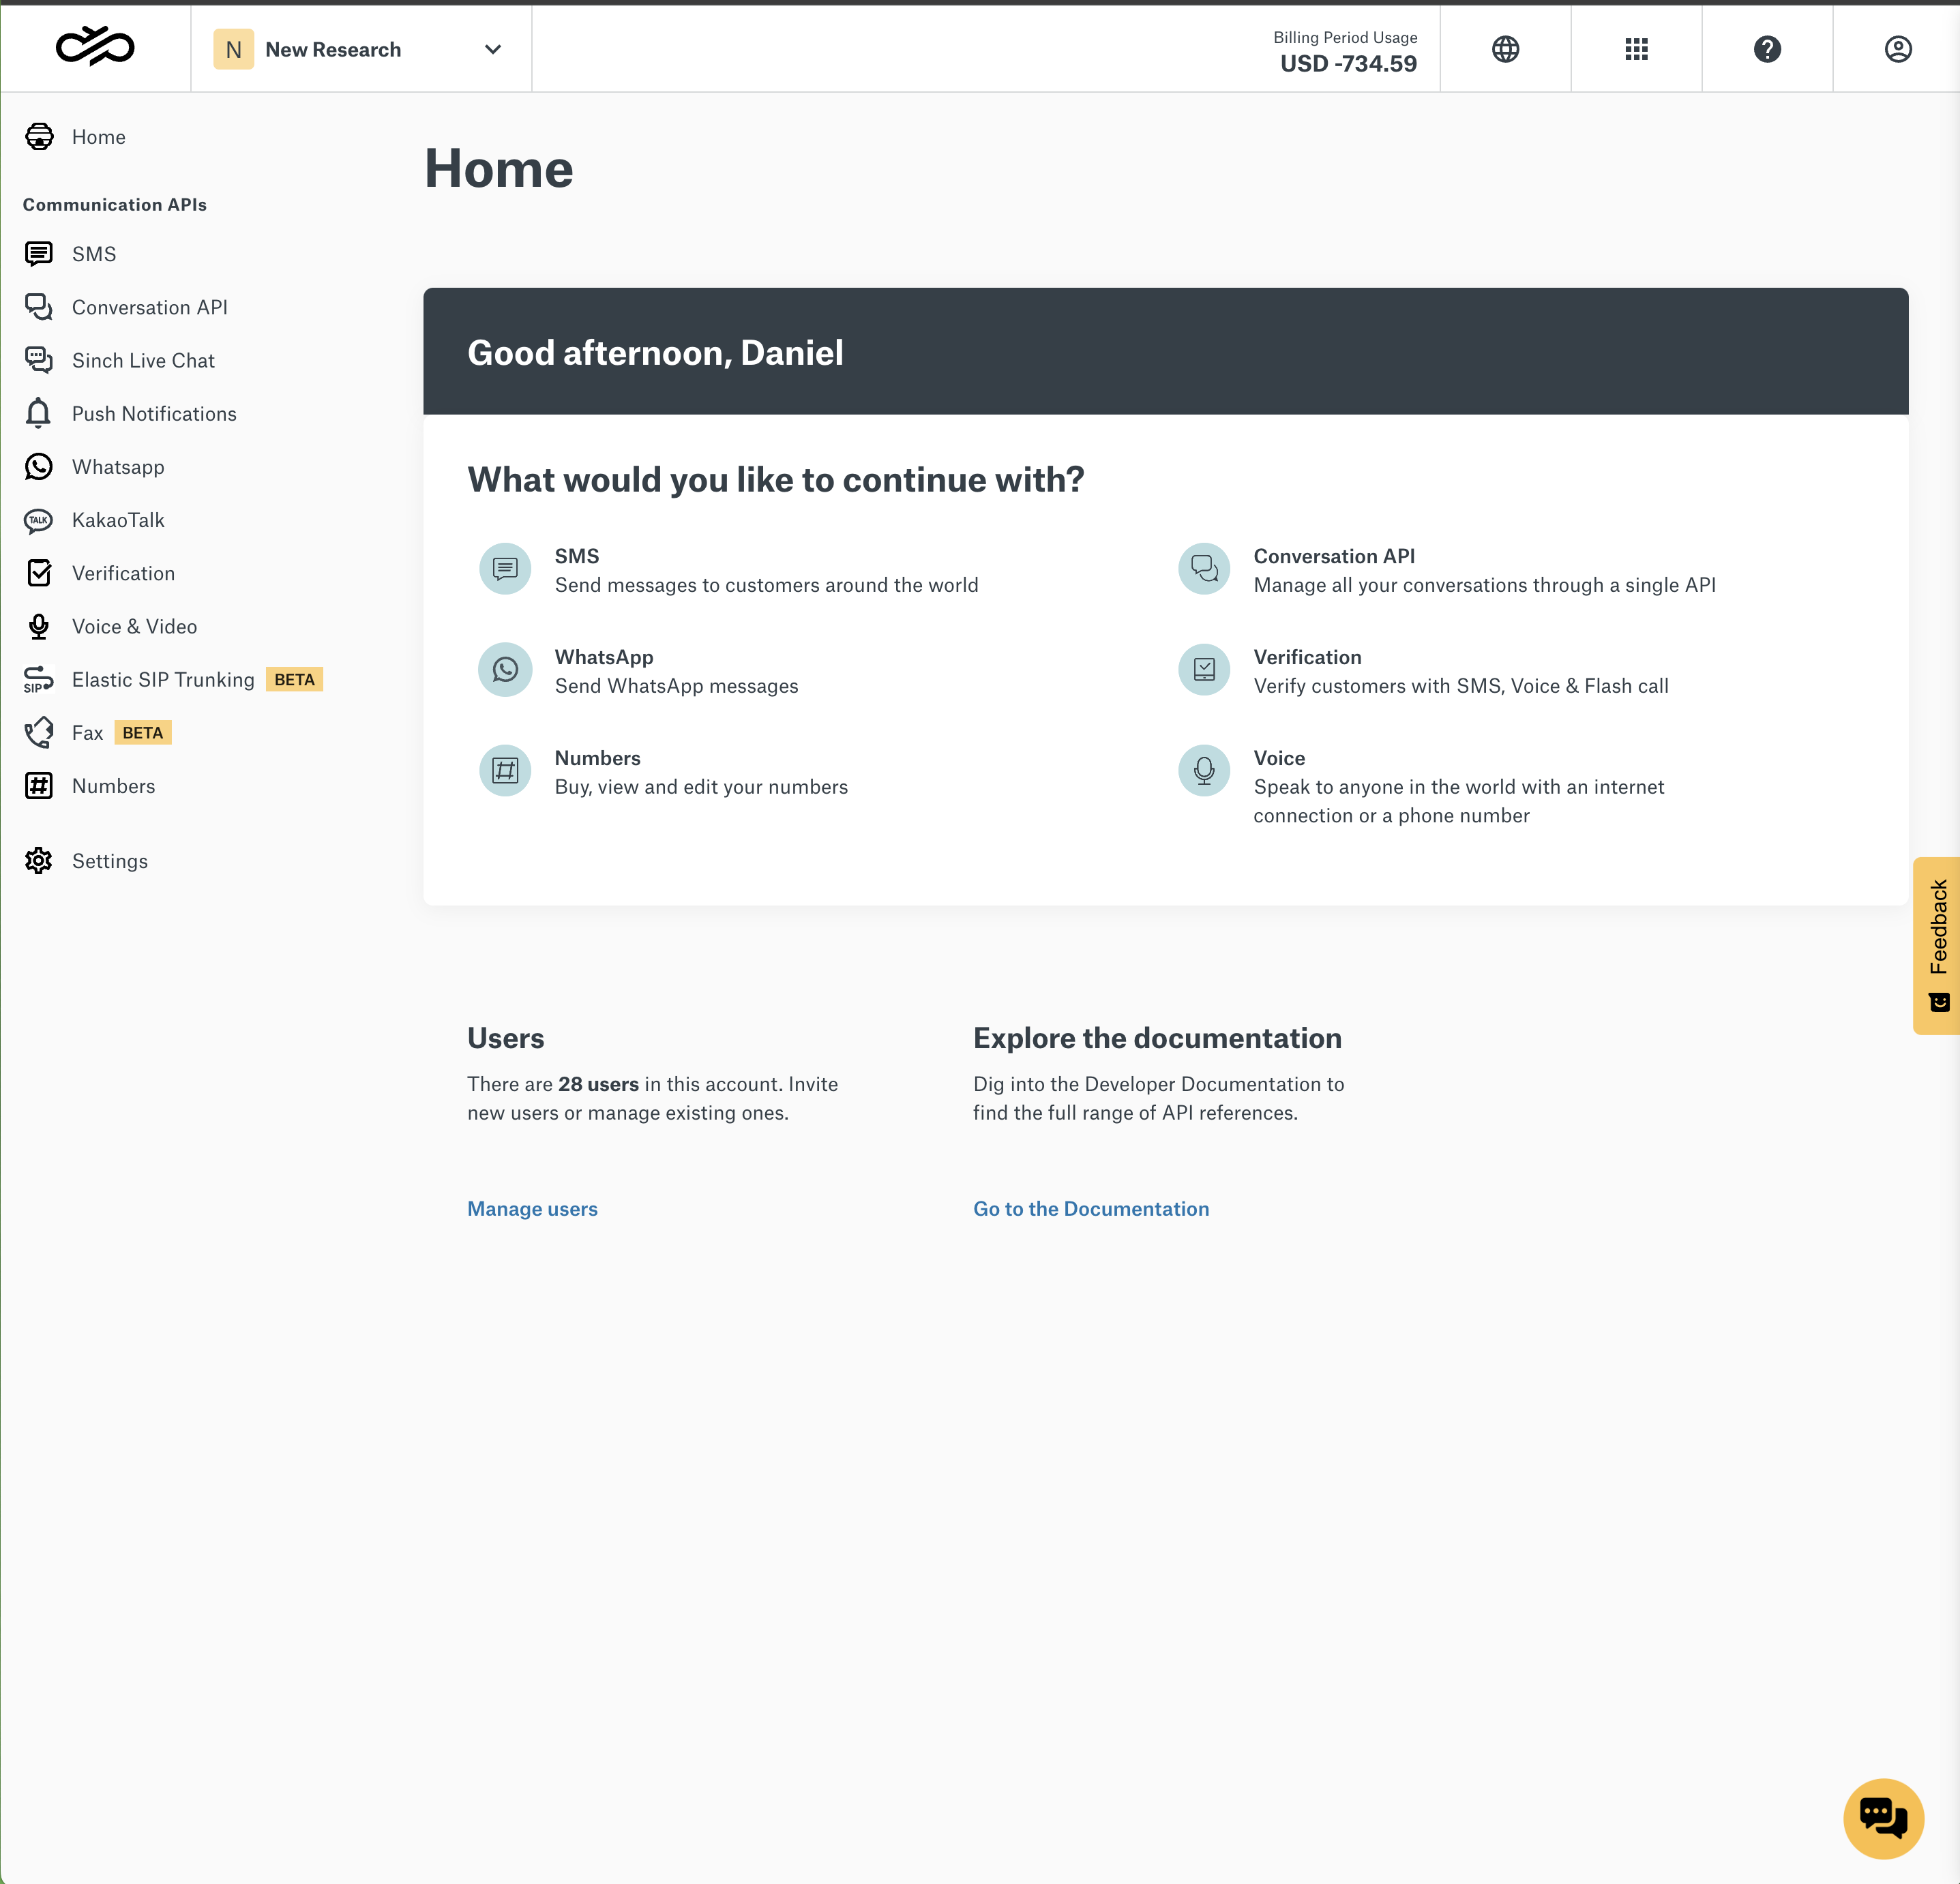 N
New Research
Billing Period Usage
USD -734.59
Home
Communication APIs
SMS
Conversation API
Sinch Live Chat
Push Notifications
Whatsapp
TALK
KakaoTalk
Verification
Voice & Video
SIP
Elastic SIP Trunking BETA
Fax BETA
Numbers
Settings
Home
Good afternoon, Daniel
What would you like to continue with?
SMS
Send messages to customers around the world
Conversation API
Manage all your conversations through a single API
WhatsApp
Send WhatsApp messages
Verification
Verify customers with SMS, Voice & Flash call
Numbers
Buy, view and edit your numbers
Voice
Speak to anyone in the world with an internet
connection or a phone number
Feedback
Users
There are 28 users in this account. Invite
new users or manage existing ones.
Manage users
Explore the documentation
Dig into the Developer Documentation to
find the full range of API references.
Go to the Documentation